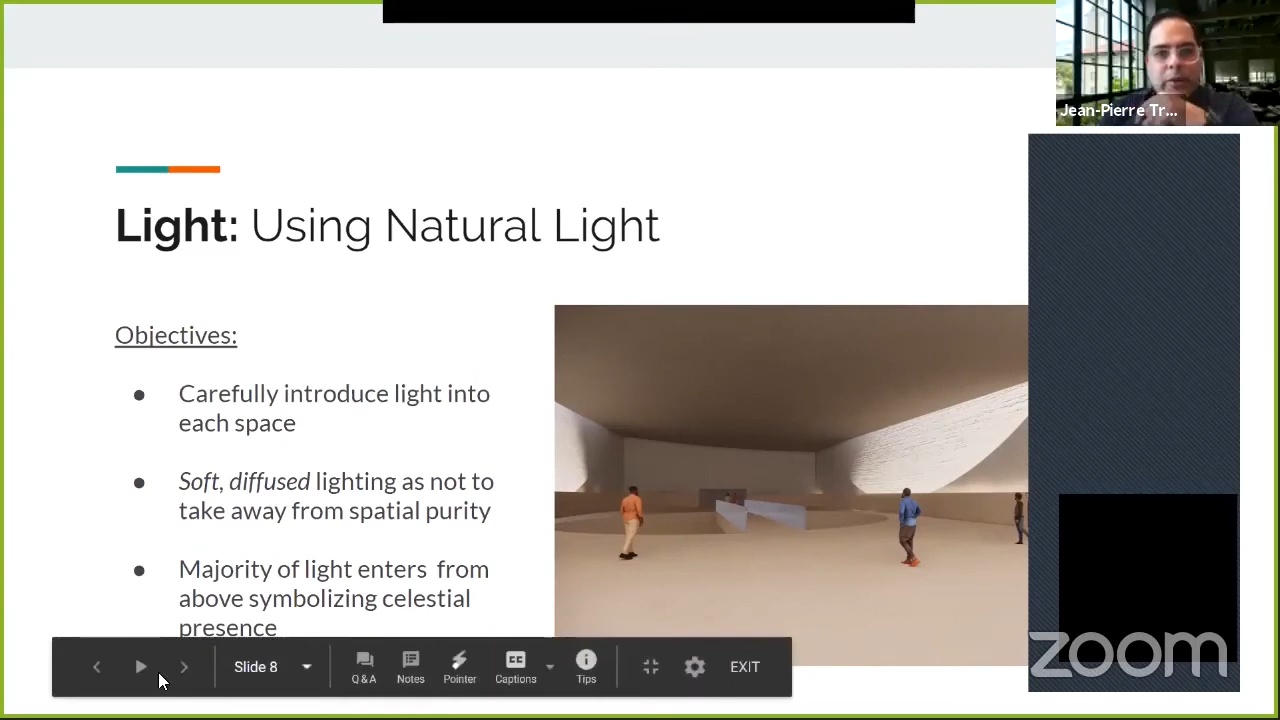 Jean-Pierre Tr...
Light: Using Natural Light
Objectives:
● Carefully introduce light into
each space
● Soft, diffused lighting as not to
take away from spatial purity
● Majority of light enters from
above symbolizing celestial
presence
Slide 8
Q&A
Notes
Pointer
CC
Captions
Tips
EXIT
zoom